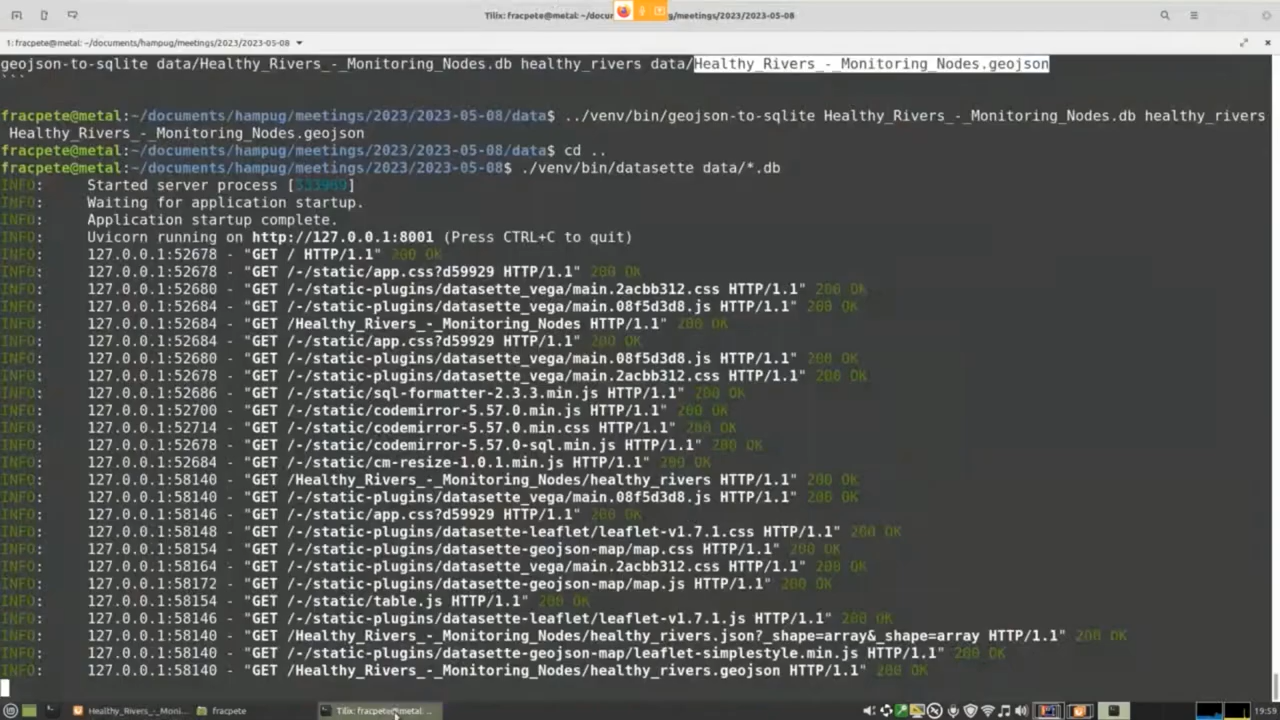 Tilix: fracpete@metal: ~/docu /meetings/2023/2023-05-08
1: fracpete@metal: ~/documents/hampug/meetings/2023/2023-05-08
geojson-to-sqlite data/Healthy_Rivers_-_Monitoring_Nodes.db healthy_rivers data/Healthy_Rivers_-_Monitoring_Nodes.geojson
```
fracpete@metal:~/documents/hampug/meetings/2023/2023-05-08/data$ ../venv/bin/geojson-to-sqlite Healthy_Rivers_-_Monitoring_Nodes.db healthy_rivers
Healthy_Rivers_-_Monitoring_Nodes.geojson
fracpete@metal:~/documents/hampug/meetings/2023/2023-05-08/data$ cd ..
fracpete@metal:~/documents/hampug/meetings/2023/2023-05-08$ ./venv/bin/datasette data/*.db
INFO: Started server process [533989]
INFO: Waiting for application startup.
INFO: Application startup complete.
INFO: Uvicorn running on http://127.0.0.1:8001 (Press CTRL+C to quit)
INFO: 127.0.0.1:52678 - "GET / HTTP/1.1" 200 OK
INFO: 127.0.0.1:52678 - "GET /-/static/app.css?d59929 HTTP/1.1" 200 OK
INFO: 127.0.0.1:52680 - "GET /-/static-plugins/datasette_vega/main.2acbb312.css HTTP/1.1" 200 OK
INFO: 127.0.0.1:52684 - "GET /-/static-plugins/datasette_vega/main.08f5d3d8.js HTTP/1.1" 200 OK
INFO: 127.0.0.1:52684 - "GET /Healthy_Rivers_-_Monitoring_Nodes HTTP/1.1" 200 OK
INFO: 127.0.0.1:52684 - "GET /-/static/app.css?d59929 HTTP/1.1" 200 OK
INFO: 127.0.0.1:52680 - "GET /-/static-plugins/datasette_vega/main.08f5d3d8.js HTTP/1.1" 200 OK
INFO: 127.0.0.1:52678 - "GET /-/static-plugins/datasette_vega/main.2acbb312.css HTTP/1.1" 200 OK
INFO: 127.0.0.1:52686 - "GET /-/static/sql-formatter-2.3.3.min.js HTTP/1.1" 200 OK
INFO: 127.0.0.1:52700 - "GET /-/static/codemirror-5.57.0.min.js HTTP/1.1" 200 OK
INFO: 127.0.0.1:52714 - "GET /-/static/codemirror-5.57.0.min.css HTTP/1.1" 200 OK
INFO: 127.0.0.1:52678 - "GET /-/static/codemirror-5.57.0-sql.min.js HTTP/1.1" 200 OK
INFO: 127.0.0.1:52684 - "GET /-/static/cm-resize-1.0.1.min.js HTTP/1.1" 200 OK
INFO: 127.0.0.1:58140 - "GET /Healthy_Rivers_-_Monitoring_Nodes/healthy_rivers HTTP/1.1" 200 OK
INFO: 127.0.0.1:58140 - "GET /-/static-plugins/datasette_vega/main.08f5d3d8.js HTTP/1.1" 200 OK
INFO: 127.0.0.1:58146 - "GET /-/static/app.css?d59929 HTTP/1.1" 200 OK
INFO: 127.0.0.1:58148 - "GET /-/static-plugins/datasette-leaflet/leaflet-v1.7.1.css HTTP/1.1" 200 OK
INFO: 127.0.0.1:58154 - "GET /-/static-plugins/datasette-geojson-map/map.css HTTP/1.1" 200 OK
INFO: 127.0.0.1:58164 - "GET /-/static-plugins/datasette_vega/main.2acbb312.css HTTP/1.1" 200 OK
INFO: 127.0.0.1:58172 - "GET /-/static-plugins/datasette-geojson-map/map.js HTTP/1.1" 200 OK
INFO: 127.0.0.1:58154 - "GET /-/static/table.js HTTP/1.1" 200 OK
INFO: 127.0.0.1:58146 - "GET /-/static-plugins/datasette-leaflet/leaflet-v1.7.1.js HTTP/1.1" 200 OK
INFO: 127.0.0.1:58140 - "GET /Healthy_Rivers_-_Monitoring_Nodes/healthy_rivers.json?_shape=array&_shape=array HTTP/1.1" 200 OK
INFO: 127.0.0.1:58140 - "GET /-/static-plugins/datasette-geojson-map/leaflet-simplestyle.min.js HTTP/1.1" 200 OK
INFO: 127.0.0.1:58140 - "GET /Healthy_Rivers_-_Monitoring_Nodes/healthy_rivers.geojson HTTP/1.1" 200 OK
Healthy_Rivers_-_Moni... fracpete Tilix: fracpete@metal: ... 19:59